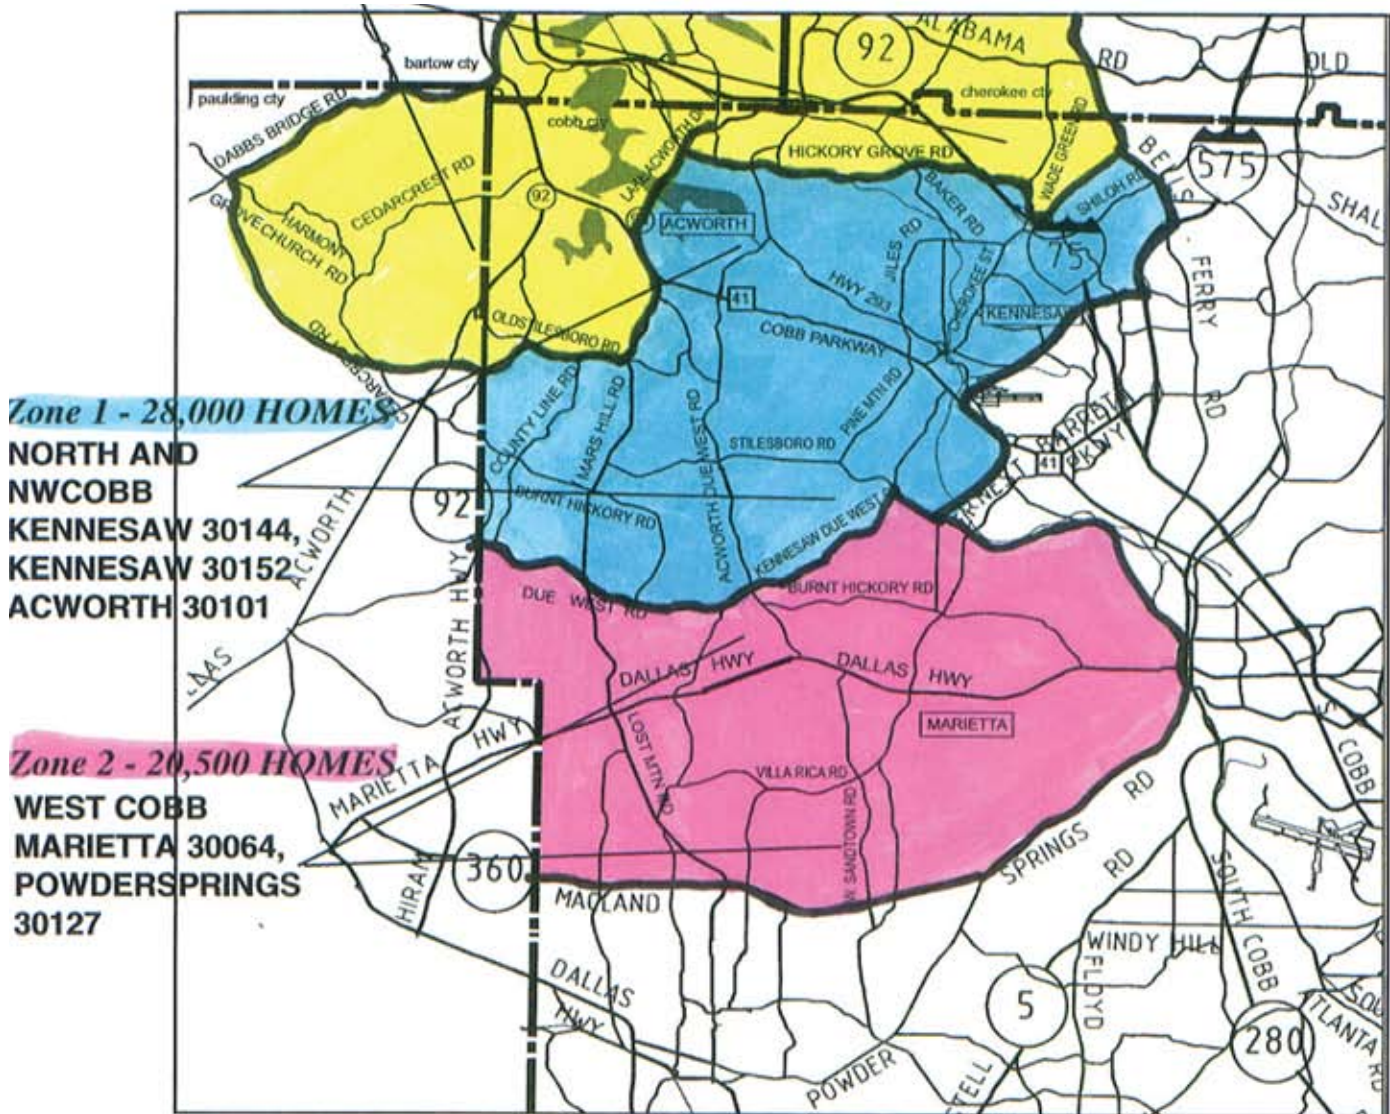 ALABAMA
RD
OLD
92
bartow cty
paulding cty
cherokee cty
cobb cty
DABBS BRIDGE RD
CEDARCREST RD
HARMONY
GROVE CHURCH RD
92
HICKORY GROVE RD
WADE GREEN RD
BELLS
FERRY
RD
575
SHAL
SHILOH RD
BAKER RD
JILES RD
CHEROKEE ST
75
ACWORTH
KENNESAW
HWY 293
41
COBB PARKWAY
OLDSTILESBORO RD
COUNTY LINE RD
MARS HILL RD
ACWORTH DUE WEST RD
PINE MTN RD
STILESBORO RD
BURNT HICKORY RD
KENNESAW DUE WEST
BARRETT
PKWY
41
Zone 1 - 28,000 HOMES
NORTH AND
NWCOBB
KENNESAW 30144,
KENNESAW 30152
ACWORTH 30101
92
ACWORTH
ACWORTH HWY
DUE WEST RD
BURNT HICKORY RD
DALLAS HWY
DALLAS HWY
MARIETTA
LOST MTN RD
VILLA RICA RD
W. SANDTOWN RD
Zone 2 - 20,500 HOMES
WEST COBB
MARIETTA 30064,
POWDERSPRINGS
30127
MARIETTA HWY
HIRAM
360
MACLAND
DALLAS
HWY
POWDER
SPRINGS
RD
RD
WINDY HILL
FLOYD
SOUTH COBB
COBB
5
280
ATLANTA RD